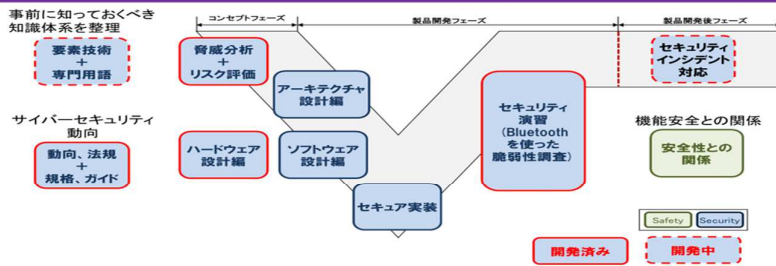 事前に知っておくべき
知識体系を整理
コンセプトフェーズ
製品開発フェーズ
製品開発後フェーズ
要素技術
+
専門用語
脅威分析
+
リスク評価
アーキテクチャ
設計編
セキュリティ
インシデント
対応
サイバーセキュリティ
動向
動向、法規
+
規格、ガイド
ハードウェア
設計編
ソフトウェア
設計編
セキュリティ
演習
(Bluetooth
を使った
脆弱性調査)
機能安全との関係
安全性との
関係
セキュア実装
Safety
Security
開発済み
開発中